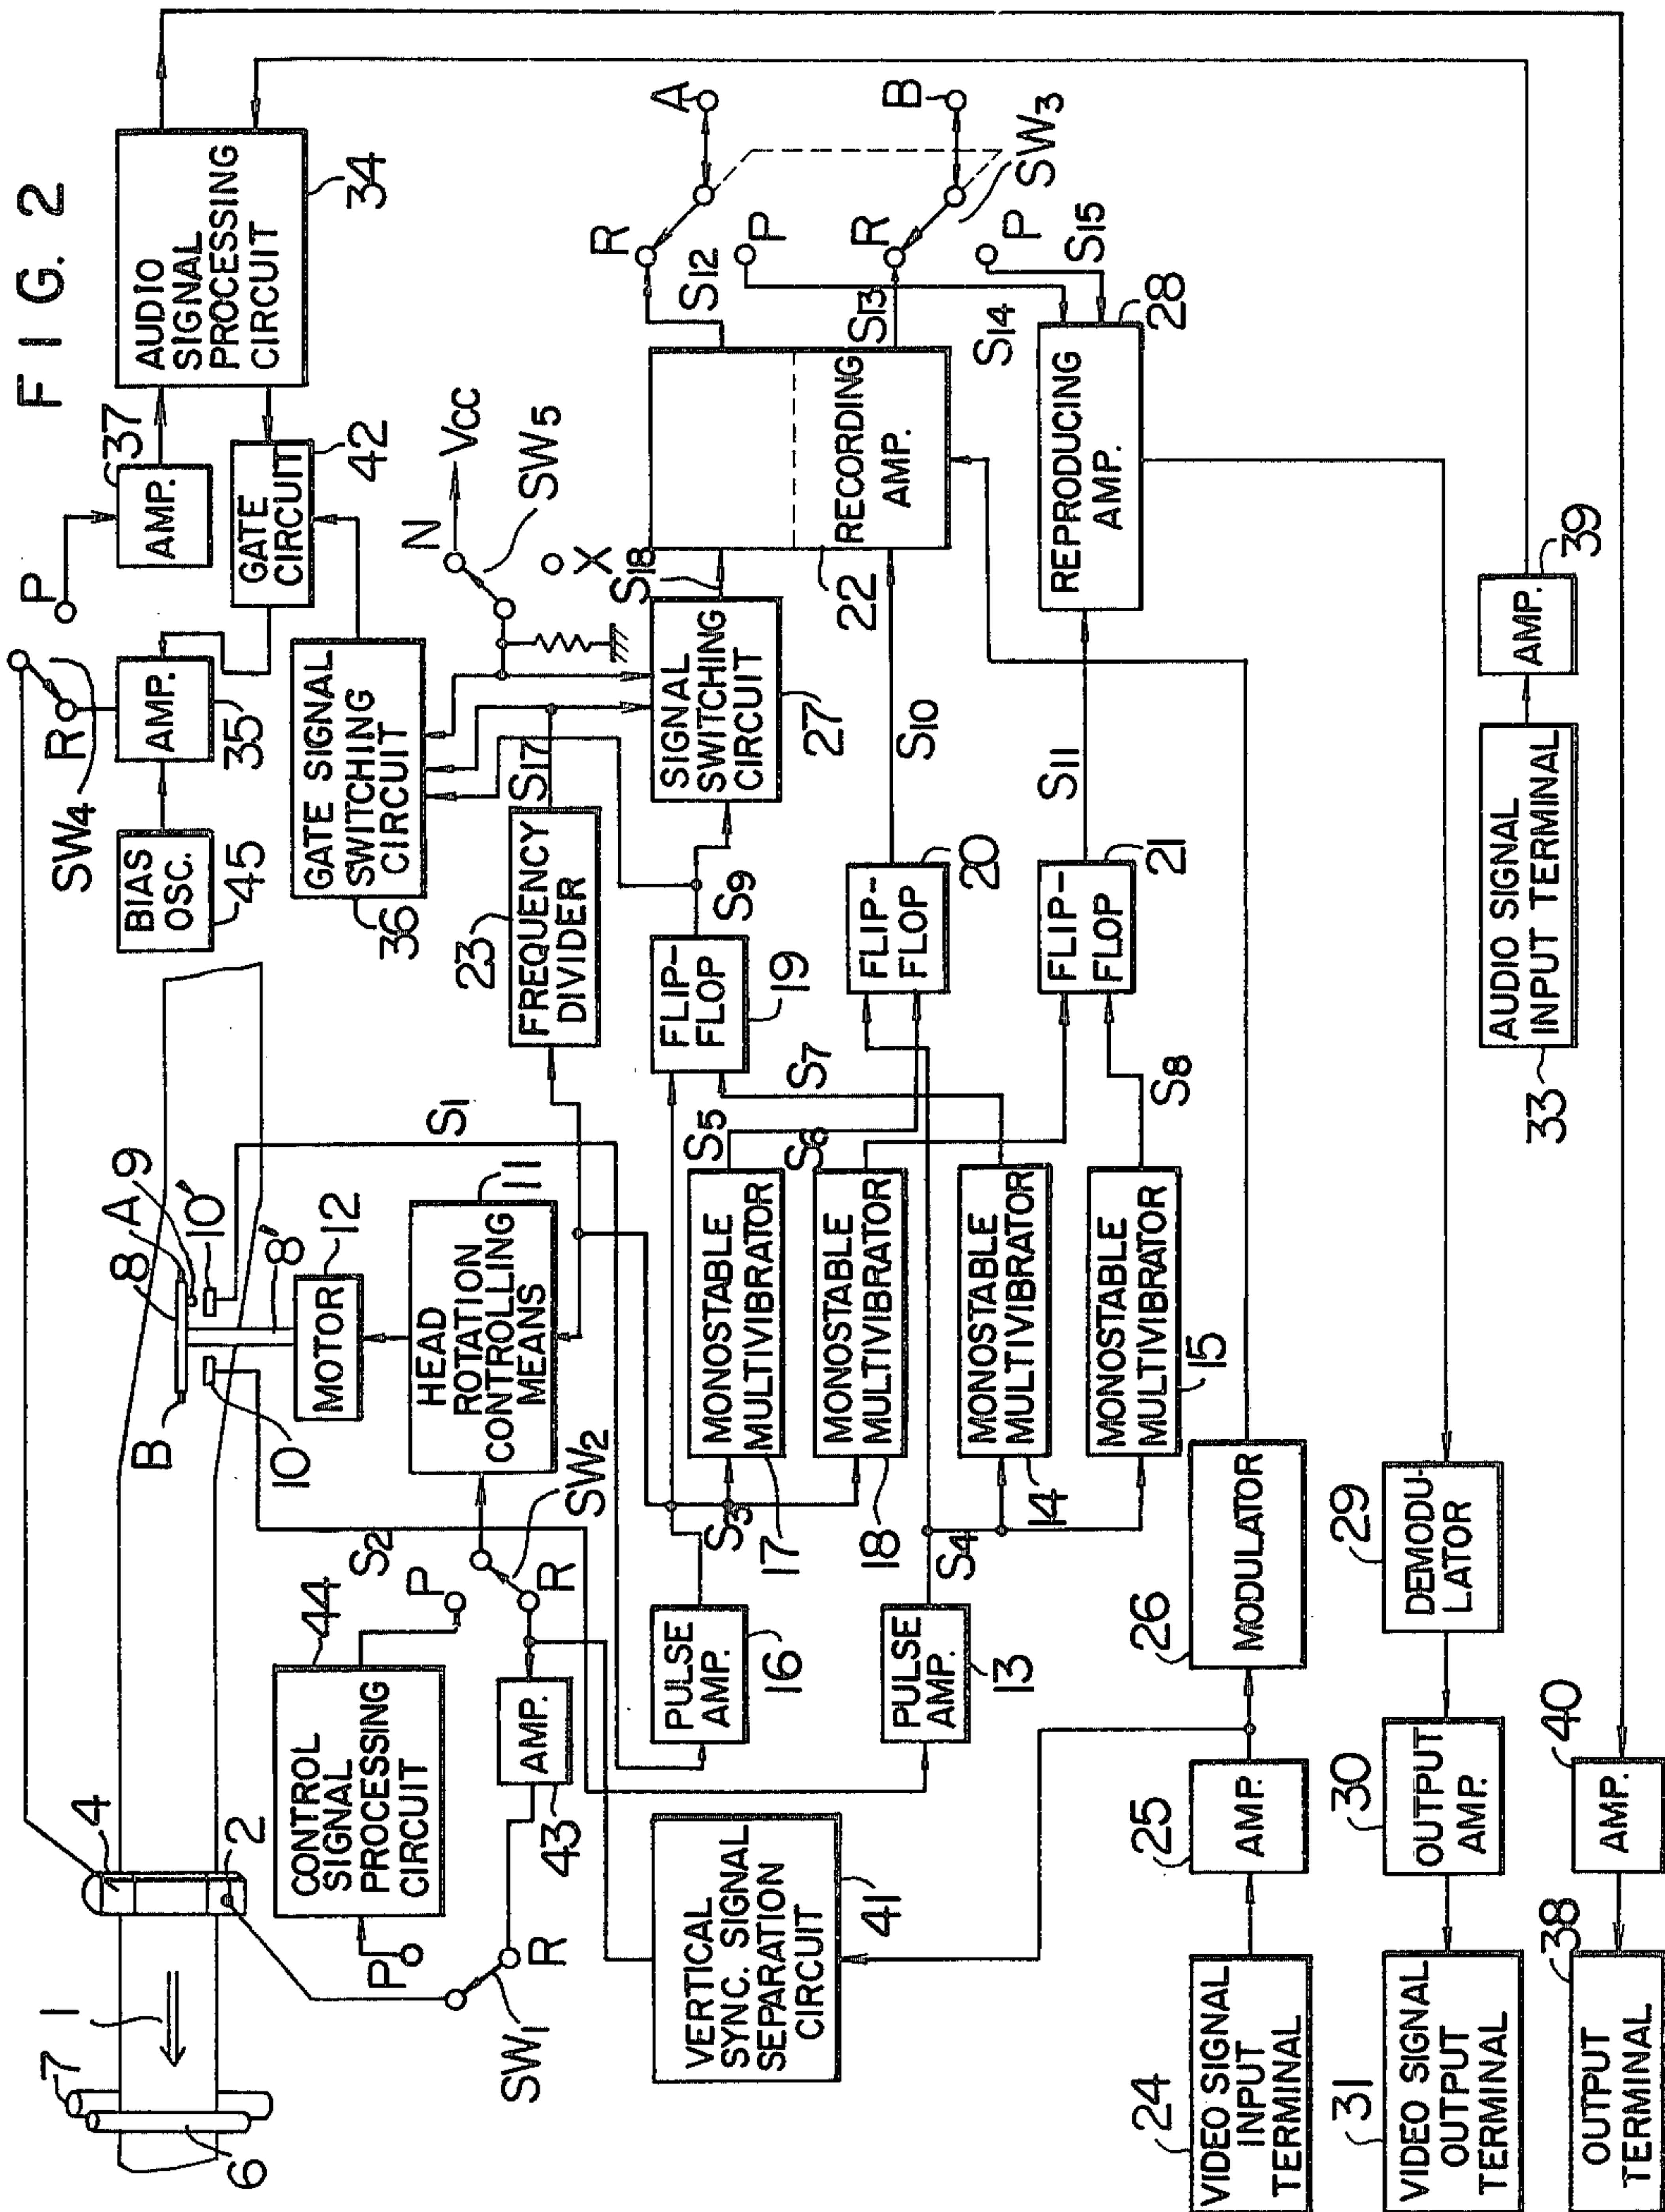 FIG. 2
7
1
6
4
2
SW1
P
R
CONTROL
SIGNAL
PROCESSING
CIRCUIT
44
P
AMP.
43
R
SW2
S2
B
8
A
9
10
10'
8'
MOTOR
12
HEAD
ROTATION
CONTROLLING
MEANS
11
S1
SW4
R
P
BIAS
OSC.
45
AMP.
35
AMP.
37
GATE
CIRCUIT
42
AUDIO
SIGNAL
PROCESSING
CIRCUIT
34
GATE SIGNAL
SWITCHING
CIRCUIT
36
N
Vcc
SW5
X
FREQUENCY
DIVIDER
23
S17
VERTICAL
SYNC. SIGNAL
SEPARATION
CIRCUIT
41
PULSE
AMP.
16
PULSE
AMP.
13
S3
S4
MONOSTABLE
MULTIVIBRATOR
17
MONOSTABLE
MULTIVIBRATOR
18
MONOSTABLE
MULTIVIBRATOR
14
MONOSTABLE
MULTIVIBRATOR
15
S5
S6
S7
S8
FLIP-
FLOP
19
S9
FLIP-
FLOP
20
S10
FLIP-
FLOP
21
S11
SIGNAL
SWITCHING
CIRCUIT
27
S18
RECORDING
AMP.
22
S12
S13
R
P
R
P
A
B
SW3
S14
S15
REPRODUCING
AMP.
28
VIDEO SIGNAL
INPUT
TERMINAL
24
AMP.
25
MODULATOR
26
VIDEO SIGNAL
OUTPUT
TERMINAL
31
OUTPUT
AMP.
30
DEMODU-
LATOR
29
AUDIO SIGNAL
INPUT TERMINAL
33
AMP.
39
OUTPUT
TERMINAL
38
AMP.
40